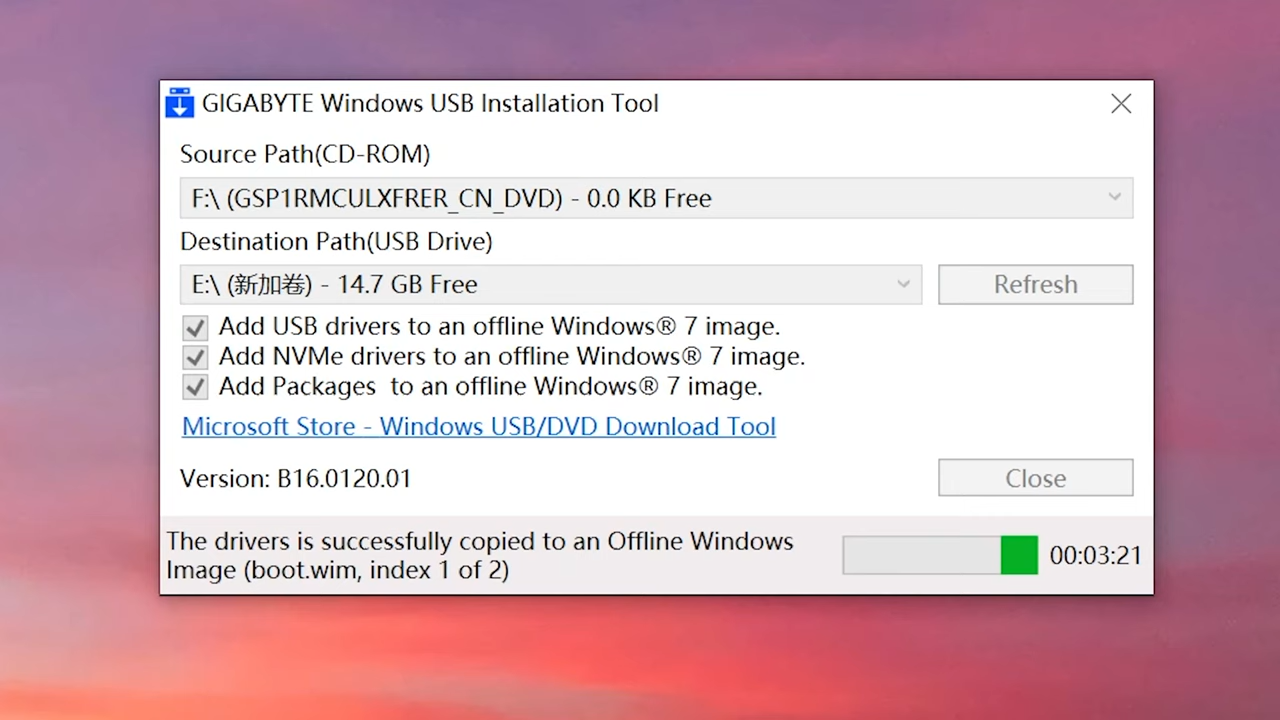 GIGABYTE Windows USB Installation Tool
Source Path(CD-ROM)
F:\ (GSP1RMCULXFRER_CN_DVD) - 0.0 KB Free
Destination Path(USB Drive)
E:\ (新加卷) - 14.7 GB Free
Refresh
Add USB drivers to an offline Windows® 7 image.
Add NVMe drivers to an offline Windows® 7 image.
Add Packages  to an offline Windows® 7 image.
Microsoft Store - Windows USB/DVD Download Tool
Version: B16.0120.01
Close
The drivers is successfully copied to an Offline Windows
Image (boot.wim, index 1 of 2)
00:03:21